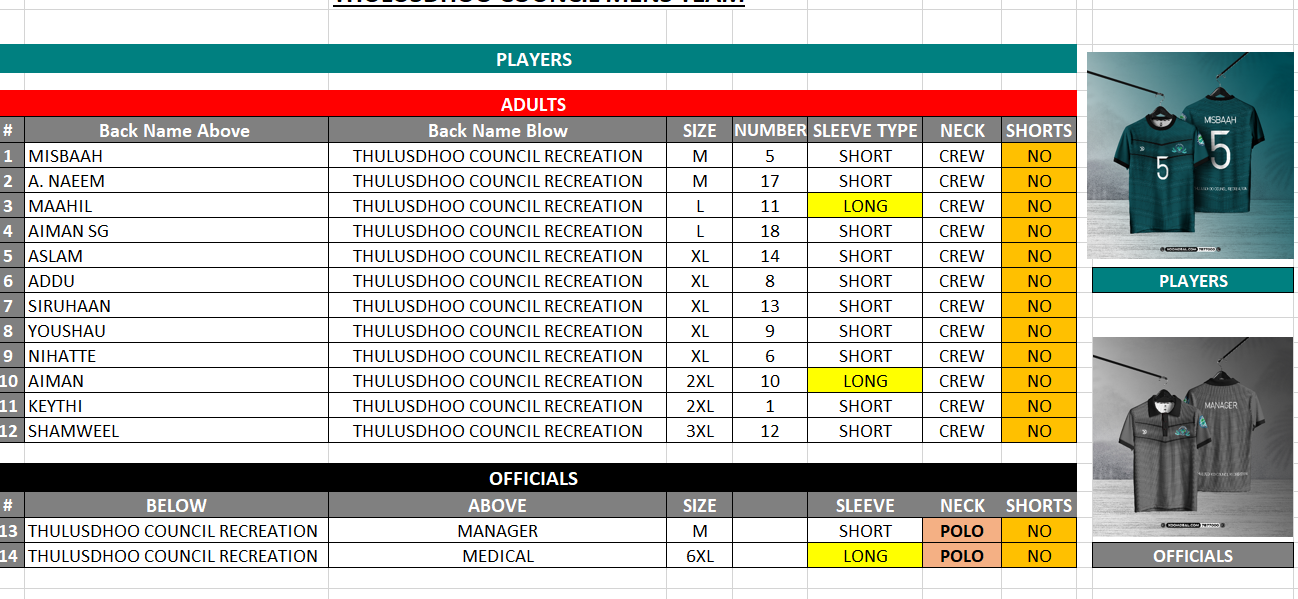 THULUSDHOO COUNCIL MENS TEAM
PLAYERS
ADULTS
# Back Name Above Back Name Blow SIZE NUMBER SLEEVE TYPE NECK SHORTS
1 MISBAAH THULUSDHOO COUNCIL RECREATION M 5 SHORT CREW NO
2 A. NAEEM THULUSDHOO COUNCIL RECREATION M 17 SHORT CREW NO
3 MAAHIL THULUSDHOO COUNCIL RECREATION L 11 LONG CREW NO
4 AIMAN SG THULUSDHOO COUNCIL RECREATION L 18 SHORT CREW NO
5 ASLAM THULUSDHOO COUNCIL RECREATION XL 14 SHORT CREW NO
6 ADDU THULUSDHOO COUNCIL RECREATION XL 8 SHORT CREW NO
7 SIRUHAAN THULUSDHOO COUNCIL RECREATION XL 13 SHORT CREW NO
8 YOUSHAU THULUSDHOO COUNCIL RECREATION XL 9 SHORT CREW NO
9 NIHATTE THULUSDHOO COUNCIL RECREATION XL 6 SHORT CREW NO
10 AIMAN THULUSDHOO COUNCIL RECREATION 2XL 10 LONG CREW NO
11 KEYTHI THULUSDHOO COUNCIL RECREATION 2XL 1 SHORT CREW NO
12 SHAMWEEL THULUSDHOO COUNCIL RECREATION 3XL 12 SHORT CREW NO
OFFICIALS
# BELOW ABOVE SIZE SLEEVE NECK SHORTS
13 THULUSDHOO COUNCIL RECREATION MANAGER M SHORT POLO NO
14 THULUSDHOO COUNCIL RECREATION MEDICAL 6XL LONG POLO NO
MISBAAH
5
5
PLAYERS
MANAGER
OFFICIALS